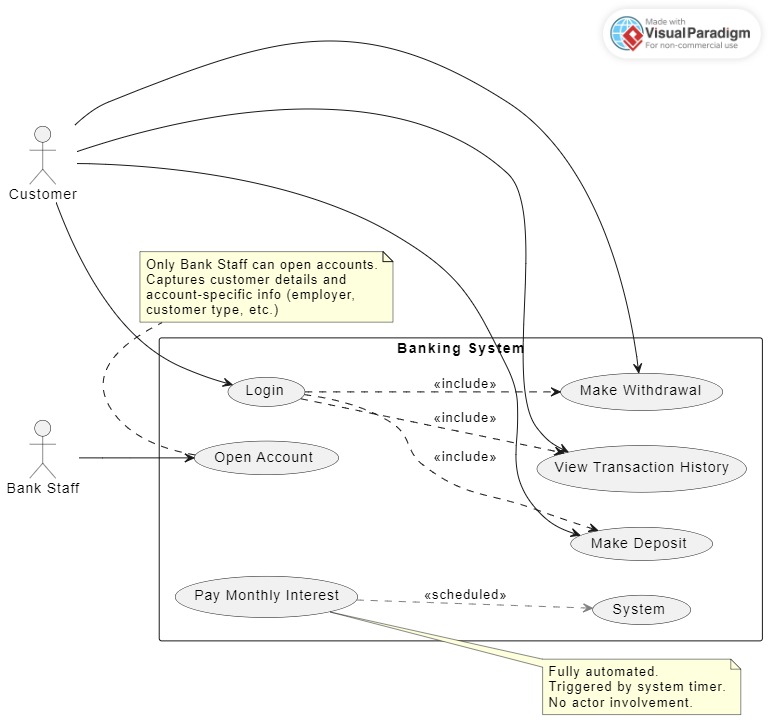 Made with
VisualParadigm
For non-commercial use
Customer
Only Bank Staff can open accounts.
Captures customer details and
account-specific info (employer,
customer type, etc.)
Banking System
Login
«include»
Make Withdrawal
«include»
Bank Staff
Open Account
«include»
View Transaction History
Make Deposit
Pay Monthly Interest
«scheduled»
System
Fully automated.
Triggered by system timer.
No actor involvement.